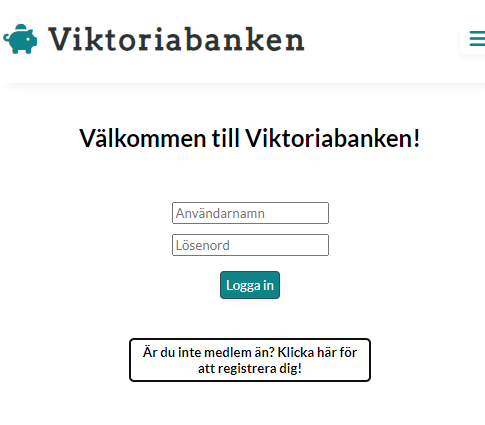 Viktoriabanken
Välkommen till Viktoriabanken!
Användarnamn
Lösenord
Logga in
Är du inte medlem än? Klicka här för
att registrera dig!